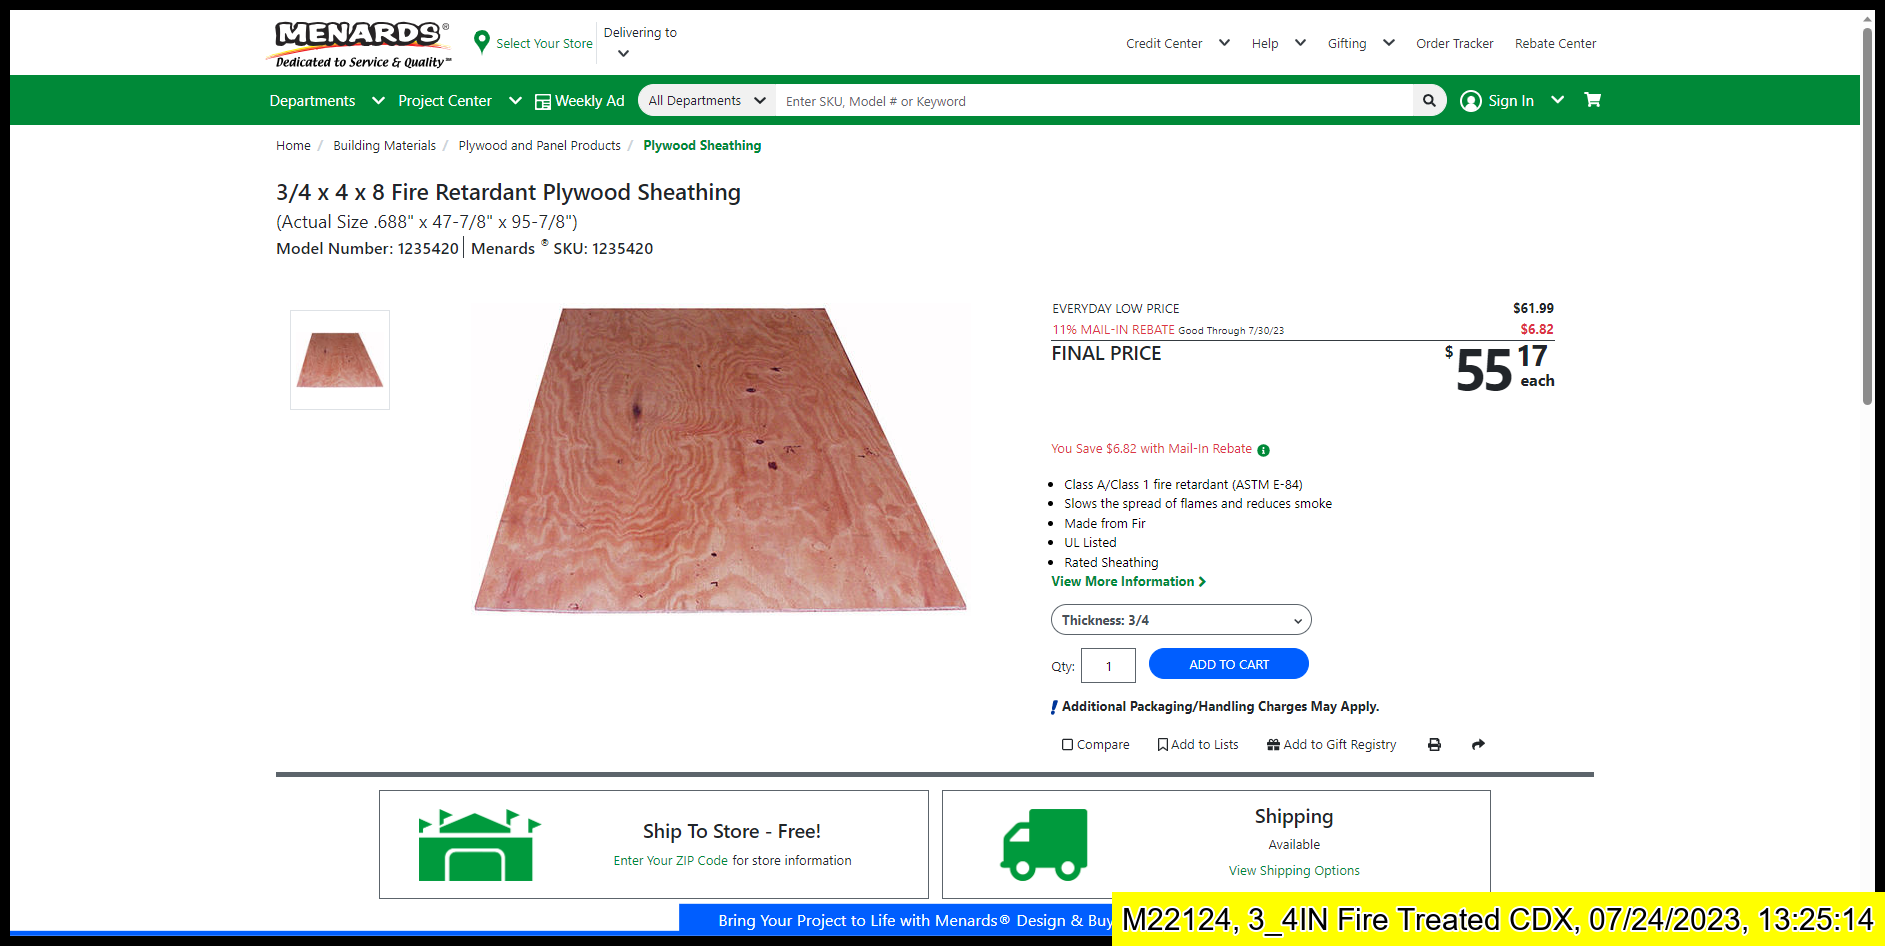 MENARDS®
Dedicated to Service & Quality℠
Select Your Store
Delivering to
Credit Center
Help
Gifting
Order Tracker
Rebate Center
Departments
Project Center
Weekly Ad
All Departments
Enter SKU, Model # or Keyword
Sign In
Home / Building Materials / Plywood and Panel Products / Plywood Sheathing
3/4 x 4 x 8 Fire Retardant Plywood Sheathing
(Actual Size .688" x 47-7/8" x 95-7/8")
Model Number: 1235420 | Menards ® SKU: 1235420
EVERYDAY LOW PRICE $61.99
11% MAIL-IN REBATE Good Through 7/30/23 $6.82
FINAL PRICE $55 17 each
You Save $6.82 with Mail-In Rebate
Class A/Class 1 fire retardant (ASTM E-84)
Slows the spread of flames and reduces smoke
Made from Fir
UL Listed
Rated Sheathing
View More Information
Thickness: 3/4
Qty: 1 ADD TO CART
! Additional Packaging/Handling Charges May Apply.
Compare
Add to Lists
Add to Gift Registry
Ship To Store - Free!
Enter Your ZIP Code for store information
Shipping
Available
View Shipping Options
Bring Your Project to Life with Menards® Design & Buy
M22124, 3_4IN Fire Treated CDX, 07/24/2023, 13:25:14